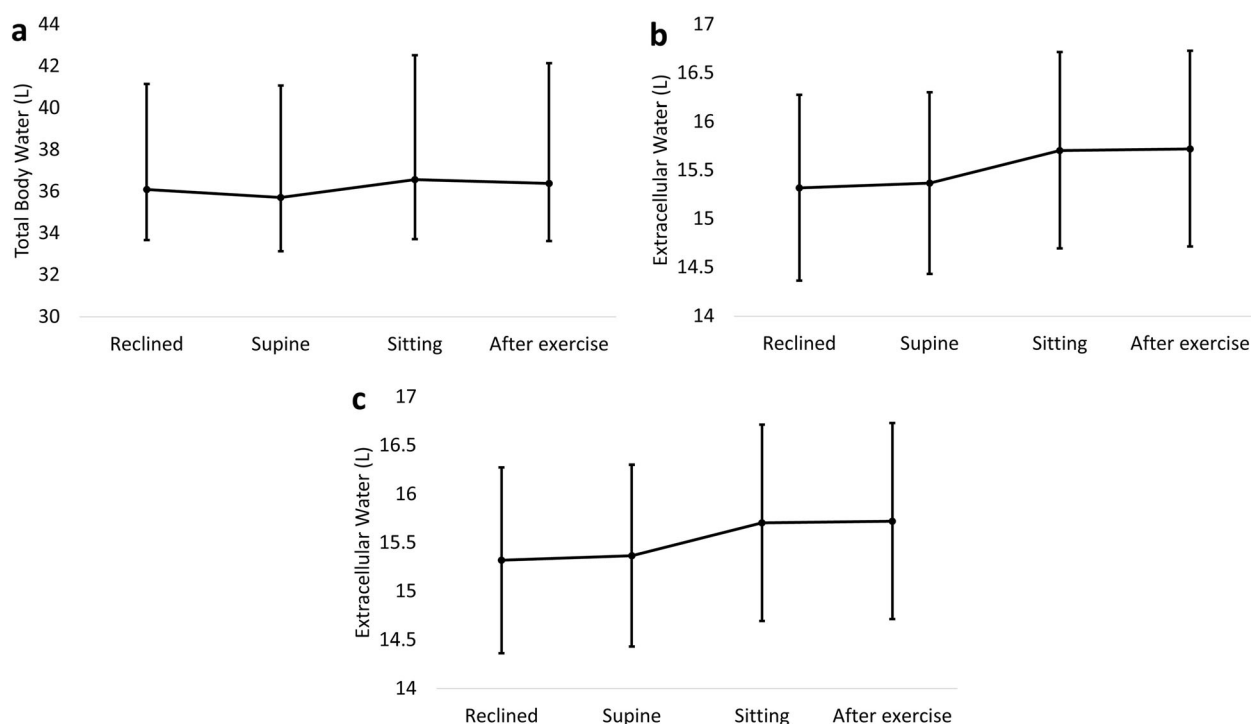 a
Total Body Water (L)
44
42
40
38
36
34
32
30
Reclined Supine Sitting After exercise
b
Extracellular Water (L)
17
16.5
16
15.5
15
14.5
14
Reclined Supine Sitting After exercise
c
Extracellular Water (L)
17
16.5
16
15.5
15
14.5
14
Reclined Supine Sitting After exercise